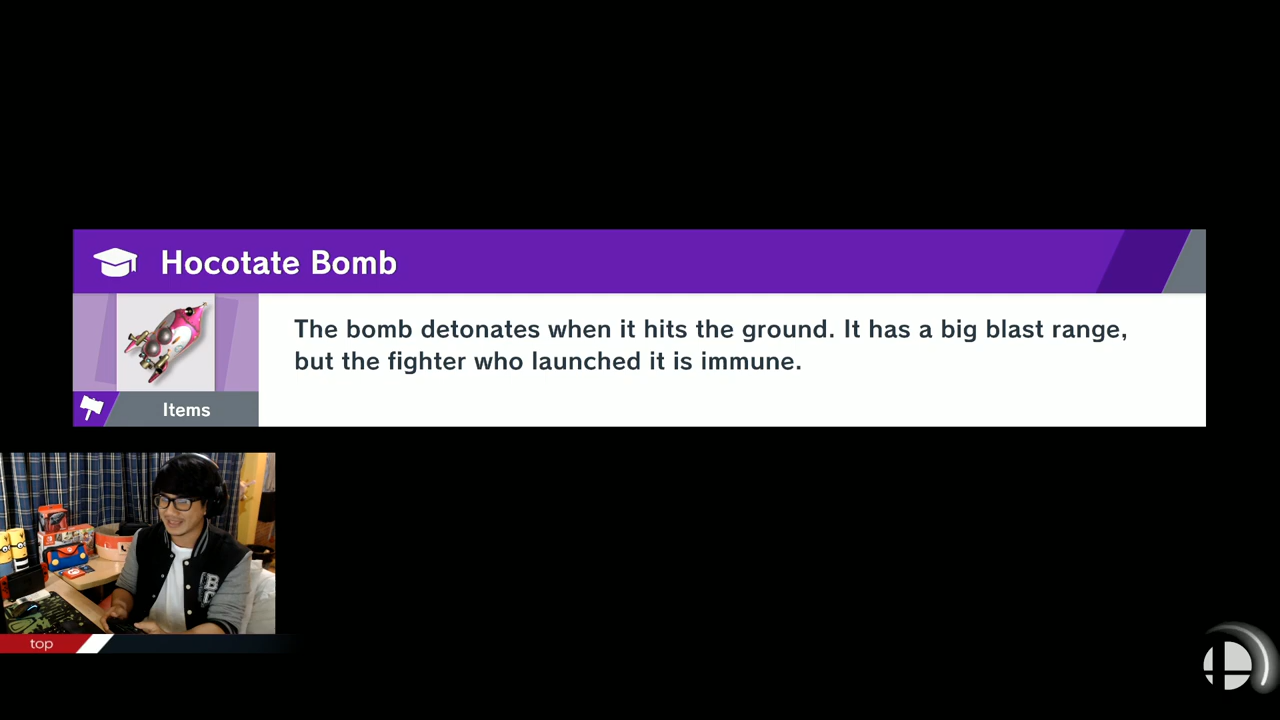 Hocotate Bomb
The bomb detonates when it hits the ground. It has a big blast range,
but the fighter who launched it is immune.
Items
top